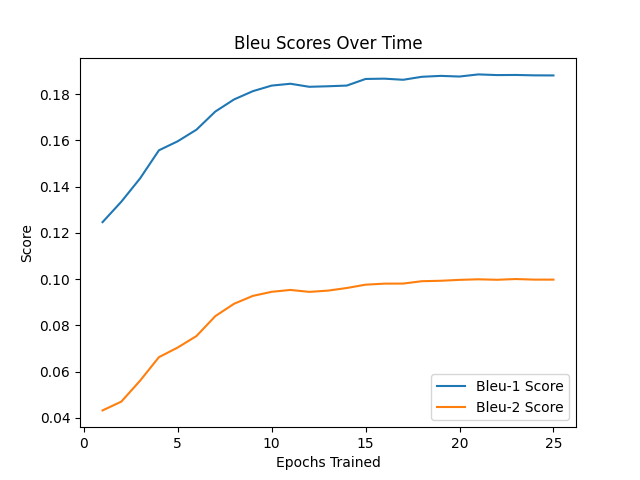 Bleu Scores Over Time
Score
0.18
0.16
0.14
0.12
0.10
0.08
0.06
0.04
0 5 10 15 20 25
Epochs Trained
Bleu-1 Score
Bleu-2 Score